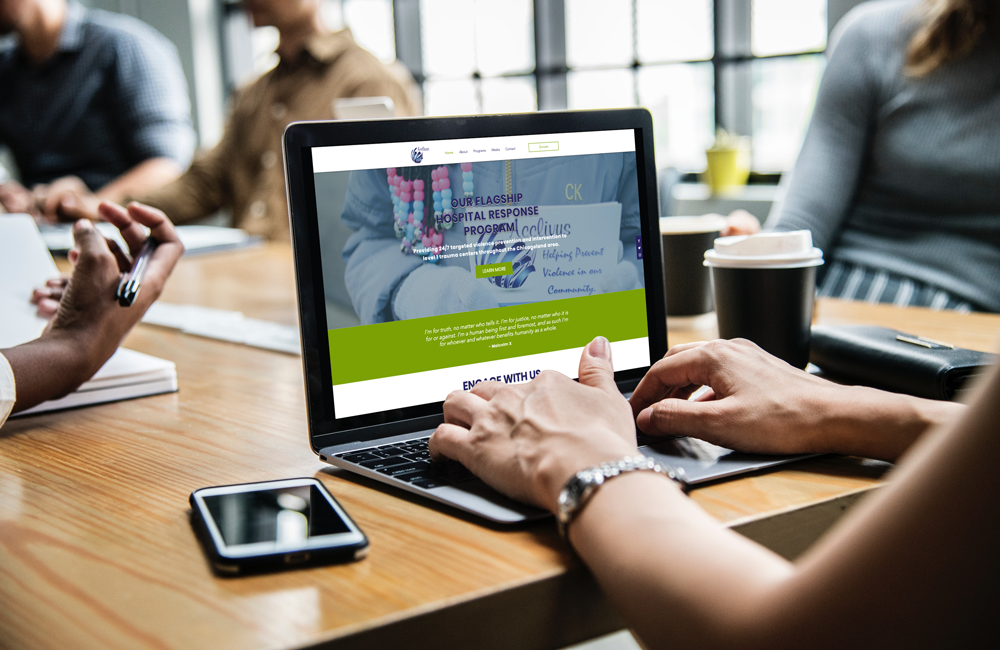 Acclivus
Home About Programs Media Contact Donate
CK
OUR FLAGSHIP
HOSPITAL RESPONSE
PROGRAM
Acclivus
Providing 24/7 targeted violence prevention and intervention to
level I trauma centers throughout the Chicagoland area.
Helping Prevent
Violence in our
Community.
LEARN MORE
I'm for truth, no matter who tells it. I'm for justice, no matter who it is
for or against. I'm a human being first and foremost, and as such I'm
for whoever and whatever benefits humanity as a whole.
- Malcolm X
ENGAGE WITH US